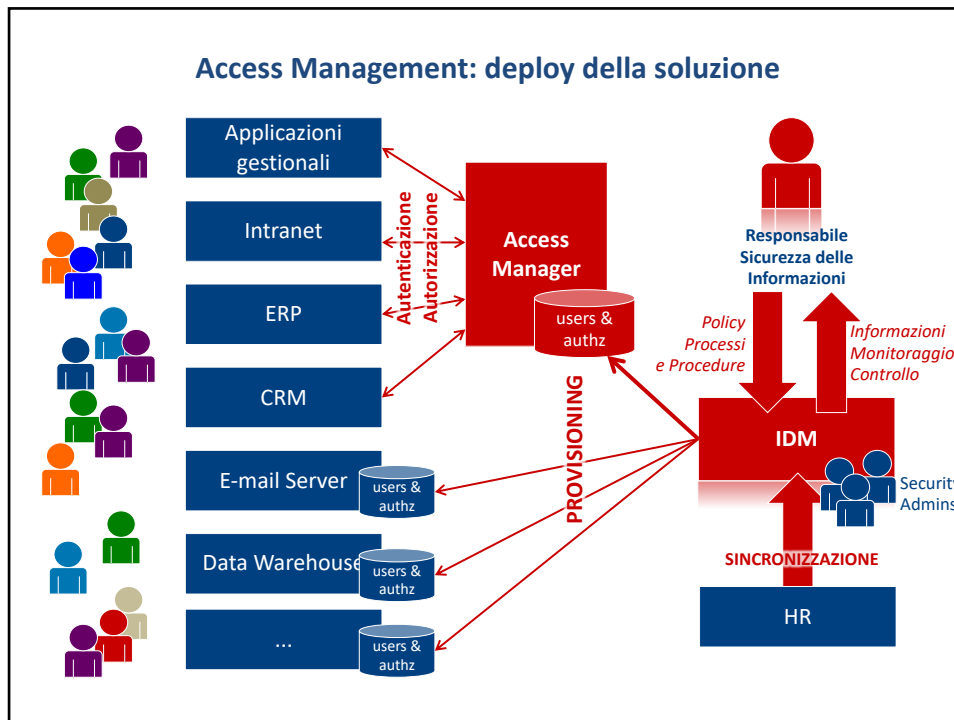 Access Management: deploy della soluzione
Applicazioni
gestionali
Intranet
ERP
CRM
E-mail Server
users &
authz
Data Warehouse
users &
authz
...
users &
authz
Autenticazione
Autorizzazione
Access
Manager
users &
authz
PROVISIONING
Responsabile
Sicurezza delle
Informazioni
Policy
Processi
e Procedure
Informazioni
Monitoraggio
Controllo
IDM
Security
Admins
SINCRONIZZAZIONE
HR